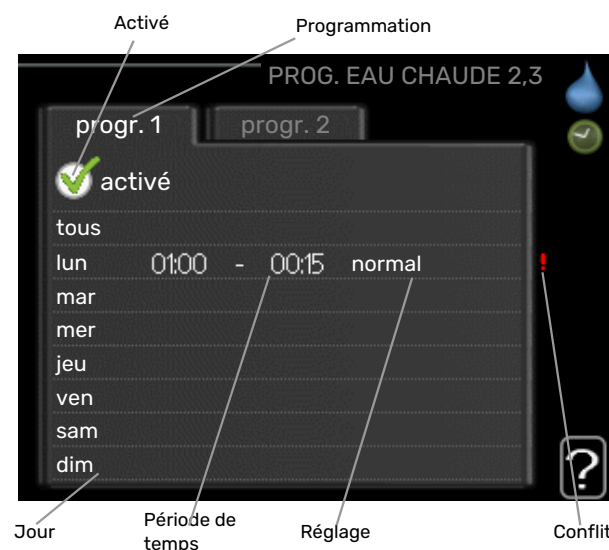 Activé
Programmation
PROG. EAU CHAUDE 2,3
progr. 1
progr. 2
activé
tous
lun 01:00 - 00:15 normal !
mar
mer
jeu
ven
sam
dim
?
Jour
Période de
temps
Réglage
Conflit